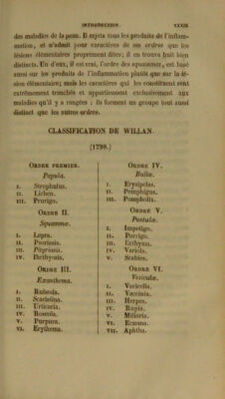 INTRODUCTION. XXXIII
des maladies de la peau. Il rejeta tous les produits de l'inflam-
mation, et n'admit pour caractères de ses ordres que les
lésions élémentaires proprement dites; il en trouva huit bien
distincts. Un d'eux, il est vrai, l'ordre des squammes, est basé
aussi sur les produits de l'inflammation plutôt que sur la lé-
sion élémentaire; mais les caractères qui les constituent sont
extrêmement tranchés et appartiennent exclusivement aux
maladies qu'il y a rangées : ils forment un groupe tout aussi
distinct que les autres ordres.
CLASSIFICATION DE WILLAN.
(1798.)
ORDRE PREMIER.
Papulæ.
I. Strophulus.
II. Lichen.
III. Prurigo.
ORDRE II.
Squammæ.
I. Lepra.
II. Psoriasis.
III. Pityriasis.
IV. Ichthyosis.
ORDRE III.
Exanthema.
I. Rubeola.
II. Scarlatina.
III. Urticaria.
IV. Roseola.
V. Purpura.
VI. Erythema.
ORDRE IV.
Bullæ.
I. Erysipelas.
II. Pemphigus.
III. Pompholix.
ORDRE V.
Pustulæ.
I. Impetigo.
II. Porrigo.
III. Ecthyma.
IV. Variola.
V. Scabies.
ORDRE VI.
Vesiculæ.
I. Varicella.
II. Vaccinia.
III. Herpes.
IV. Rupia.
V. Miliaria.
VI. Eczema.
VII. Aphtha.